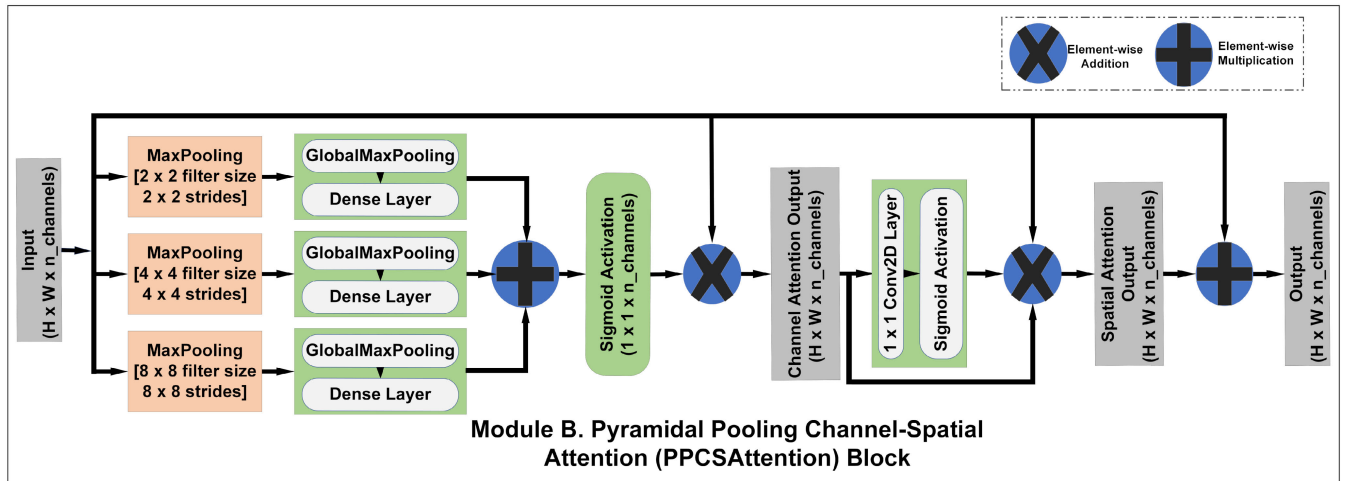 Element-wise
Addition
Element-wise
Multiplication
Input
(H x W x n_channels)
MaxPooling
[2 x 2 filter size
2 x 2 strides]
GlobalMaxPooling
Dense Layer
MaxPooling
[4 x 4 filter size
4 x 4 strides]
GlobalMaxPooling
Dense Layer
MaxPooling
[8 x 8 filter size
8 x 8 strides]
GlobalMaxPooling
Dense Layer
Sigmoid Activation
(1 x 1 x n_channels)
Channel Attention Output
(H x W x n_channels)
1 x 1 Conv2D Layer
Sigmoid Activation
Spatial Attention
Output
(H x W x n_channels)
Output
(H x W x n_channels)
Module B. Pyramidal Pooling Channel-Spatial
Attention (PPCSAttention) Block